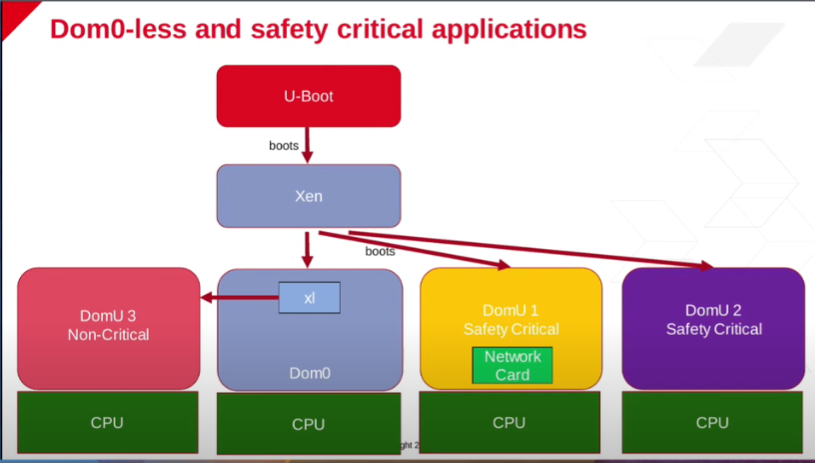 Dom0-less and safety critical applications
U-Boot
boots
Xen
boots
DomU 3
Non-Critical
xl
Dom0
DomU 1
Safety Critical
Network
Card
DomU 2
Safety Critical
CPU
CPU
CPU
CPU